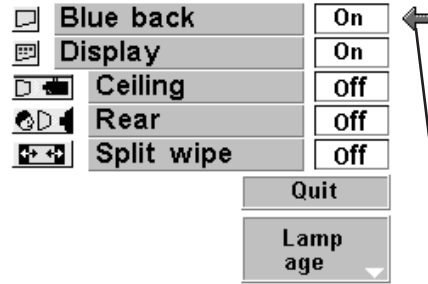 Blue back On
Display On
Ceiling Off
Rear Off
Split wipe Off
Quit
Lamp
age